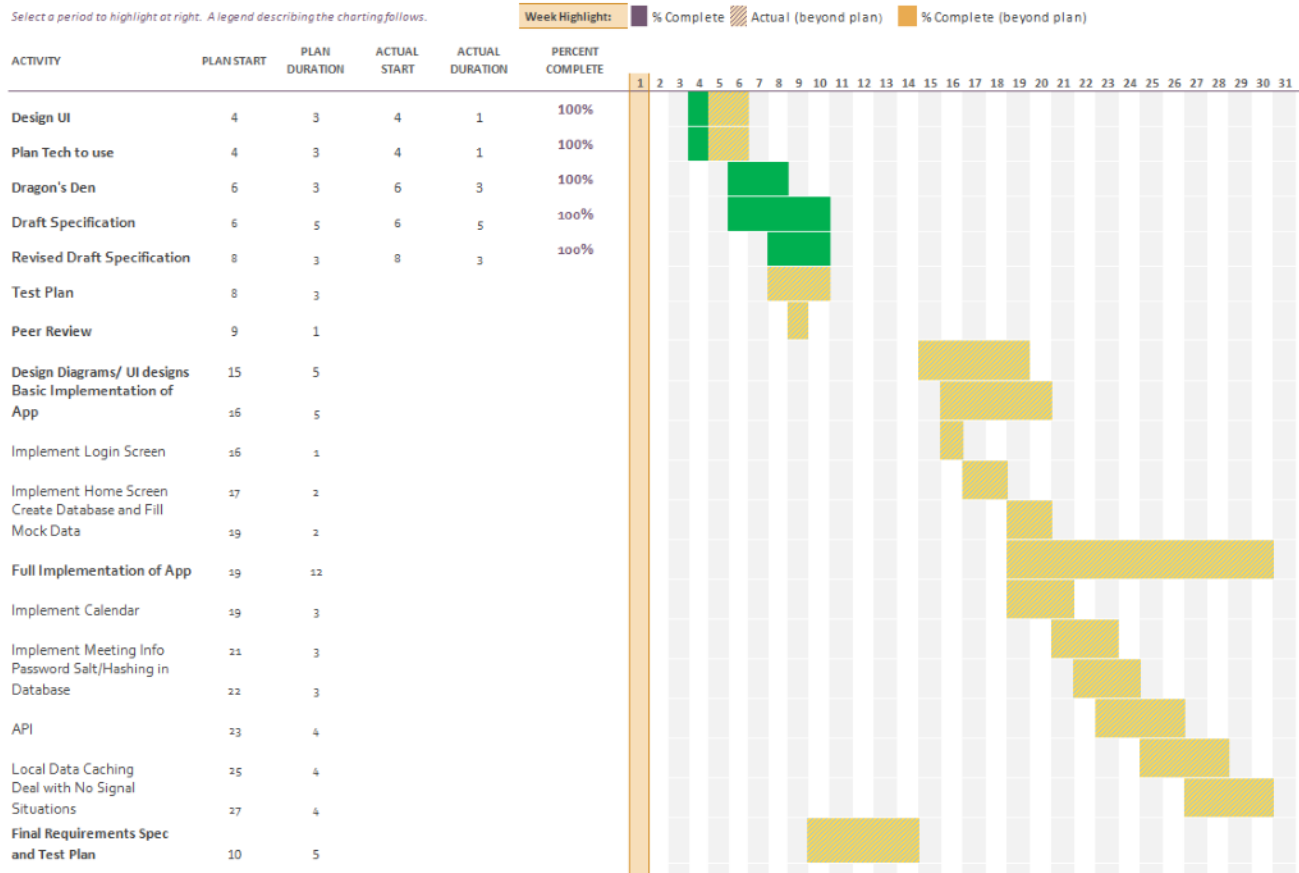 Select a period to highlight at right. A legend describing the charting follows.
Week Highlight: % Complete Actual (beyond plan) % Complete (beyond plan)
ACTIVITY PLAN START PLAN DURATION ACTUAL START ACTUAL DURATION PERCENT COMPLETE
1 2 3 4 5 6 7 8 9 10 11 12 13 14 15 16 17 18 19 20 21 22 23 24 25 26 27 28 29 30 31
Design UI 4 3 4 1 100%
Plan Tech to use 4 3 4 1 100%
Dragon's Den 6 3 6 3 100%
Draft Specification 6 5 6 5 100%
Revised Draft Specification 8 3 8 3 100%
Test Plan 8 3
Peer Review 9 1
Design Diagrams/ UI designs 15 5
Basic Implementation of
App 16 5
Implement Login Screen 16 1
Implement Home Screen 17 2
Create Database and Fill
Mock Data 19 2
Full Implementation of App 19 12
Implement Calendar 19 3
Implement Meeting Info 21 3
Password Salt/Hashing in
Database 22 3
API 23 4
Local Data Caching 25 4
Deal with No Signal
Situations 27 4
Final Requirements Spec
and Test Plan 10 5